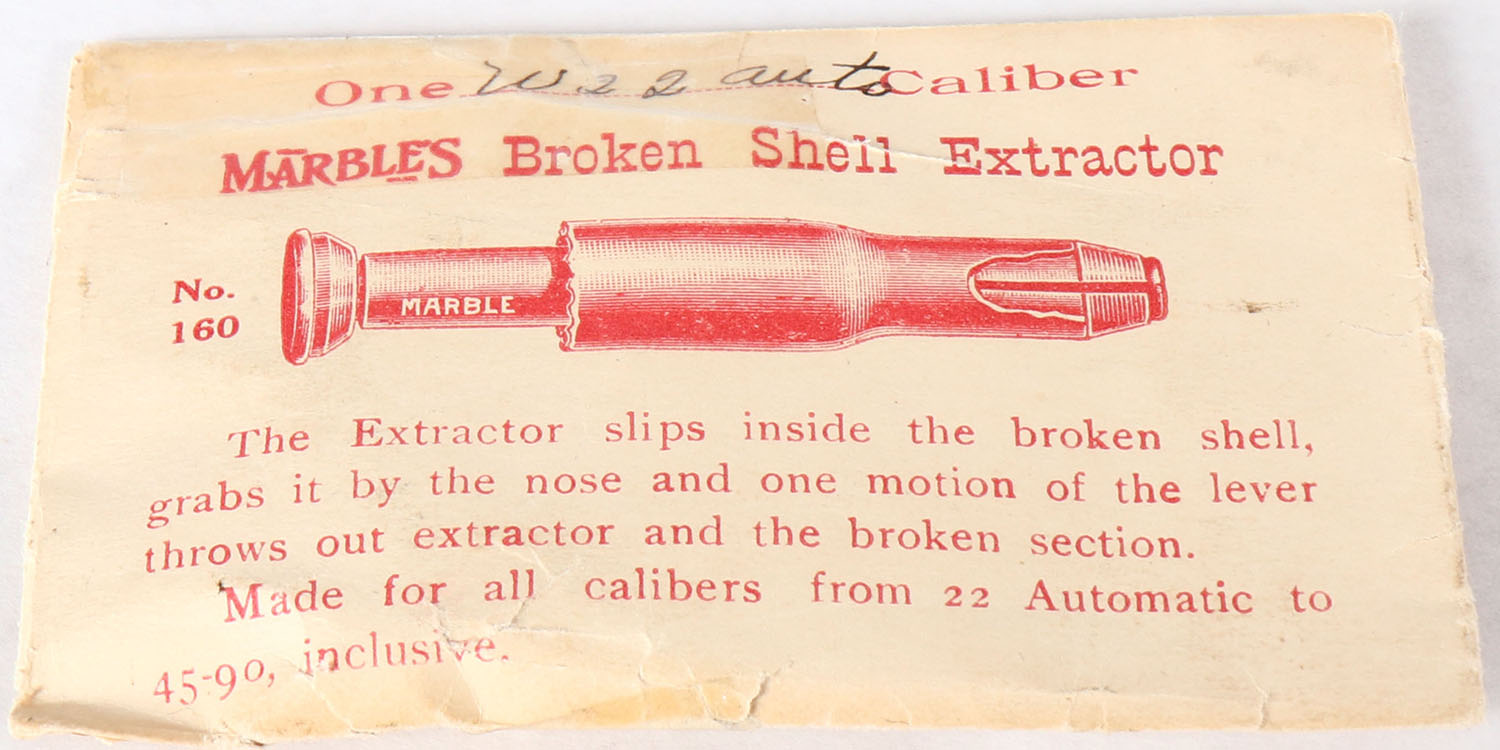 One W 22 auto Caliber
MARBLE'S Broken Shell Extractor
No.
160
MARBLE
The Extractor slips inside the broken shell,
grabs it by the nose and one motion of the lever
throws out extractor and the broken section.
Made for all calibers from 22 Automatic to
45-90, inclusive.